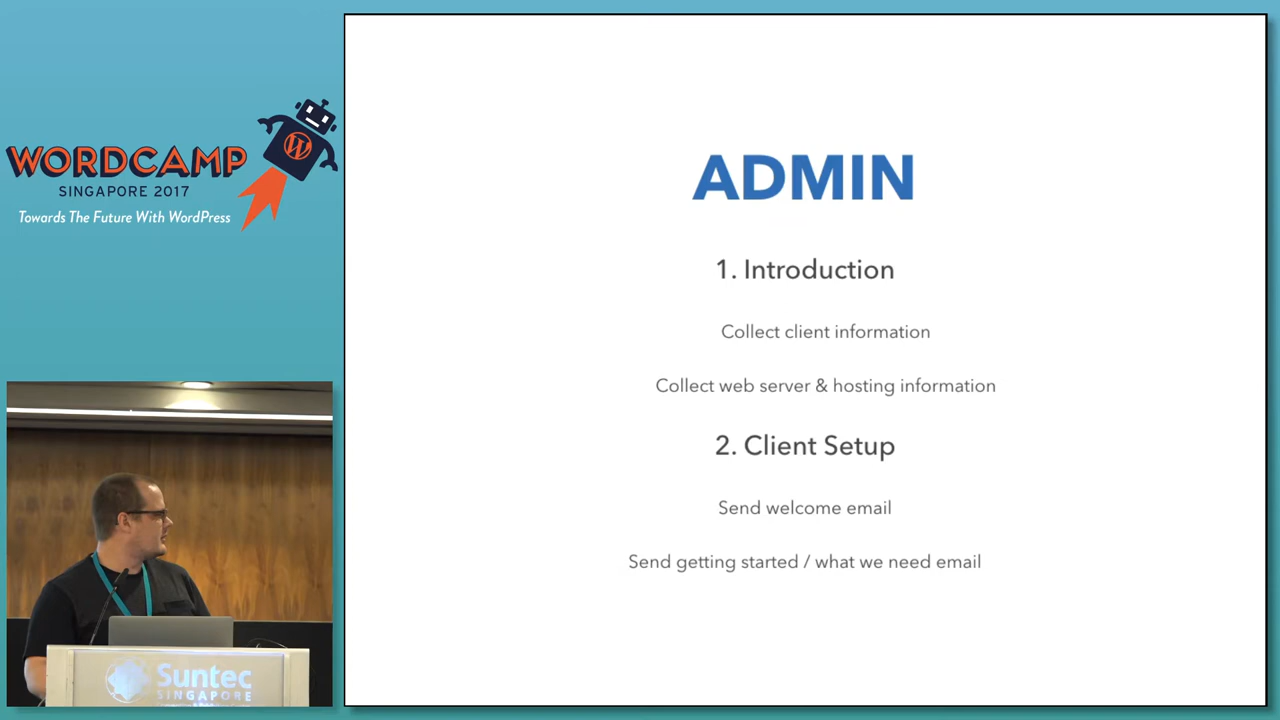 WORDCAMP
SINGAPORE 2017
Towards The Future With WordPress
ADMIN
1. Introduction
Collect client information
Collect web server & hosting information
2. Client Setup
Send welcome email
Send getting started / what we need email
Suntec
SINGAPORE